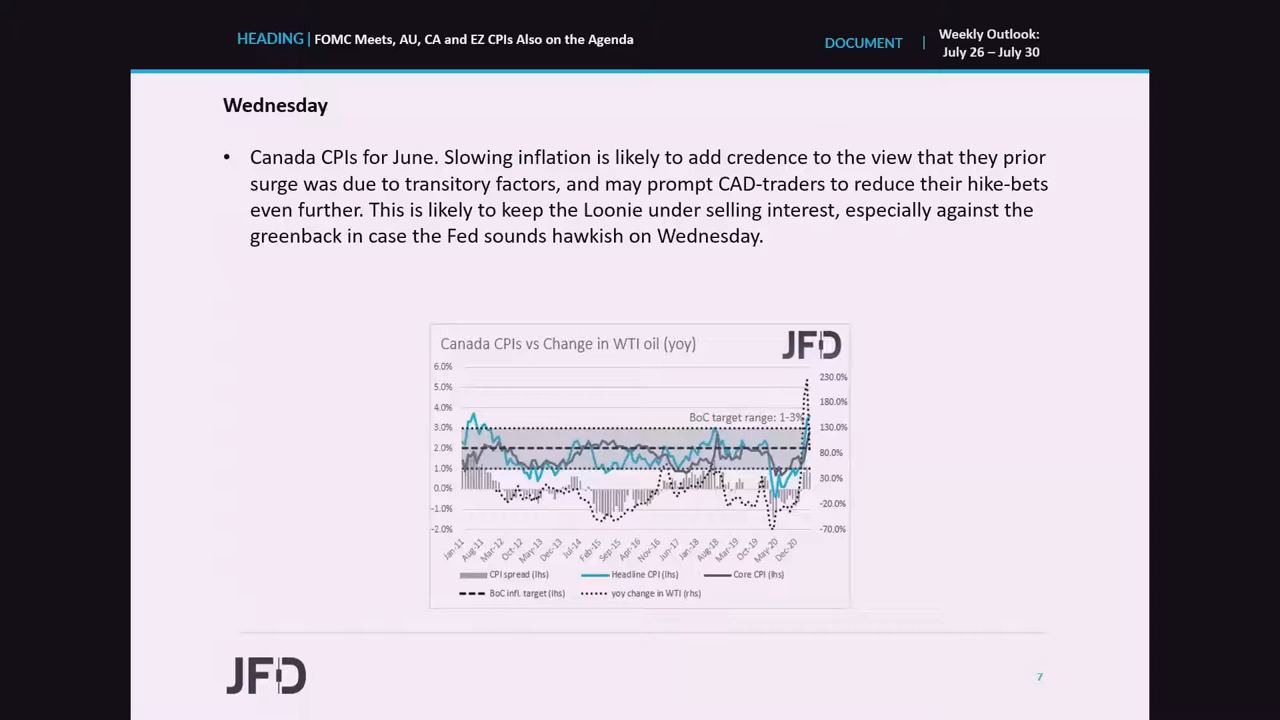 HEADING | FOMC Meets, AU, CA and EZ CPIs Also on the Agenda
DOCUMENT | Weekly Outlook:
July 26 – July 30
Wednesday
• Canada CPIs for June. Slowing inflation is likely to add credence to the view that they prior
surge was due to transitory factors, and may prompt CAD-traders to reduce their hike-bets
even further. This is likely to keep the Loonie under selling interest, especially against the
greenback in case the Fed sounds hawkish on Wednesday.
Canada CPIs vs Change in WTI oil (yoy)
JFD
6.0%
5.0%
4.0%
3.0%
2.0%
1.0%
0.0%
-1.0%
-2.0%
BoC target range: 1-3%
230.0%
180.0%
130.0%
80.0%
30.0%
-20.0%
-70.0%
Jan-11
Aug-11
Mar-12
Oct-12
May-13
Dec-13
Jul-14
Feb-15
Sep-15
Apr-16
Nov-16
Jun-17
Jan-18
Aug-18
Mar-19
Oct-19
May-20
Dec-20
CPI spread (lhs)
Headline CPI (lhs)
Core CPI (lhs)
BoC infl. target (lhs)
yoy change in WTI (rhs)
JFD
7